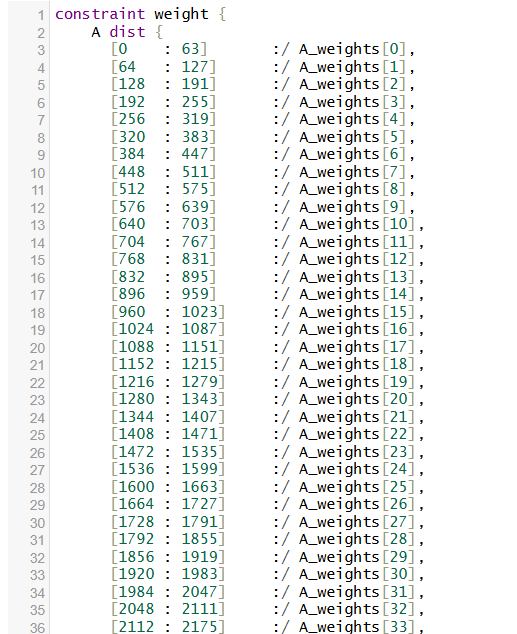 1 constraint weight {
2 A dist {
3 [0 : 63] :/ A_weights[0],
4 [64 : 127] :/ A_weights[1],
5 [128 : 191] :/ A_weights[2],
6 [192 : 255] :/ A_weights[3],
7 [256 : 319] :/ A_weights[4],
8 [320 : 383] :/ A_weights[5],
9 [384 : 447] :/ A_weights[6],
10 [448 : 511] :/ A_weights[7],
11 [512 : 575] :/ A_weights[8],
12 [576 : 639] :/ A_weights[9],
13 [640 : 703] :/ A_weights[10],
14 [704 : 767] :/ A_weights[11],
15 [768 : 831] :/ A_weights[12],
16 [832 : 895] :/ A_weights[13],
17 [896 : 959] :/ A_weights[14],
18 [960 : 1023] :/ A_weights[15],
19 [1024 : 1087] :/ A_weights[16],
20 [1088 : 1151] :/ A_weights[17],
21 [1152 : 1215] :/ A_weights[18],
22 [1216 : 1279] :/ A_weights[19],
23 [1280 : 1343] :/ A_weights[20],
24 [1344 : 1407] :/ A_weights[21],
25 [1408 : 1471] :/ A_weights[22],
26 [1472 : 1535] :/ A_weights[23],
27 [1536 : 1599] :/ A_weights[24],
28 [1600 : 1663] :/ A_weights[25],
29 [1664 : 1727] :/ A_weights[26],
30 [1728 : 1791] :/ A_weights[27],
31 [1792 : 1855] :/ A_weights[28],
32 [1856 : 1919] :/ A_weights[29],
33 [1920 : 1983] :/ A_weights[30],
34 [1984 : 2047] :/ A_weights[31],
35 [2048 : 2111] :/ A_weights[32],
36 [2112 : 2175] :/ A_weights[33],